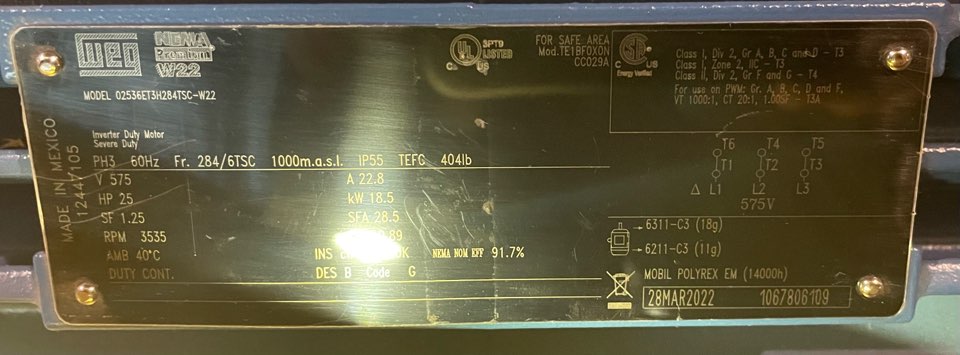 WEG
NEMA
Premium
W22
UL
SPTD
LISTED
FOR SAFE AREA
Mod.TE1BF0X0N
CC029A
C US
Energy Verified
Class I, Div 2, Gr A, B, C and D - T3
Class I, Zone 2, IIC - T3
Class II, Div 2, Gr F and G - T4
For use on PWM: Gr. A, B, C, D and F,
VT 1000:1, CT 20:1, 1.00SF - T3A
MODEL 02536ET3H284TSC-W22
MADE IN MEXICO
12447105
Inverter Duty Motor
Severe Duty
PH3 60Hz Fr. 284/6TSC 1000m.a.s.l. IP55 TEFC 404lb
V 575
A 22.8
HP 25
kW 18.5
SF 1.25
SFA 28.5
RPM 3535
.89
AMB 40°C
INS K NEMA NOM EFF 91.7%
DUTY CONT.
DES B Code G
T6 T4 T5
T1 T2 T3
Δ L1 L2 L3
575V
6311-C3 (18g)
6211-C3 (11g)
MOBIL POLYREX EM (14000h)
28MAR2022 1067806109